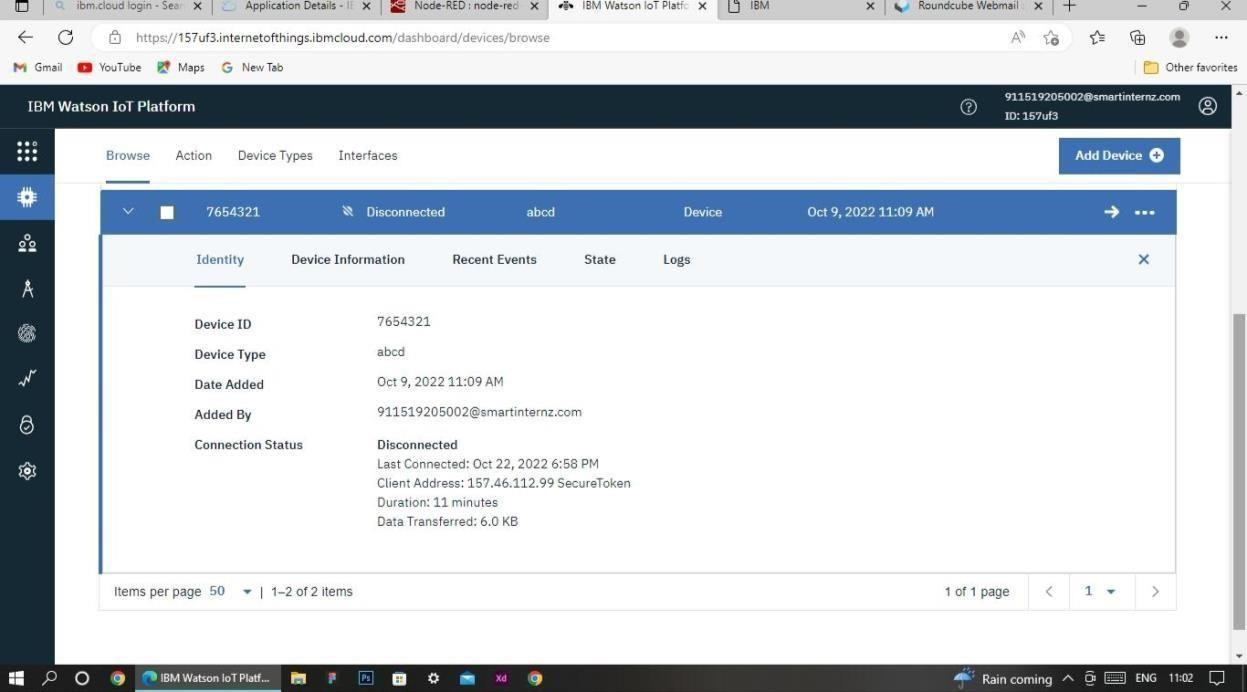 ibm.cloud login - Sear
Application Details - IE
Node-RED : node-red
IBM Watson IoT Platfo
IBM
Roundcube Webmail
https://157uf3.internetofthings.ibmcloud.com/dashboard/devices/browse
Gmail YouTube Maps New Tab Other favorites
IBM Watson IoT Platform
911519205002@smartinternz.com
ID: 157uf3
Browse Action Device Types Interfaces Add Device
7654321 Disconnected abcd Device Oct 9, 2022 11:09 AM
Identity Device Information Recent Events State Logs
Device ID 7654321
Device Type abcd
Date Added Oct 9, 2022 11:09 AM
Added By 911519205002@smartinternz.com
Connection Status Disconnected
Last Connected: Oct 22, 2022 6:58 PM
Client Address: 157.46.112.99 SecureToken
Duration: 11 minutes
Data Transferred: 6.0 KB
Items per page 50 | 1–2 of 2 items 1 of 1 page 1
IBM Watson IoT Platf... Ps Xd Rain coming ENG 11:02